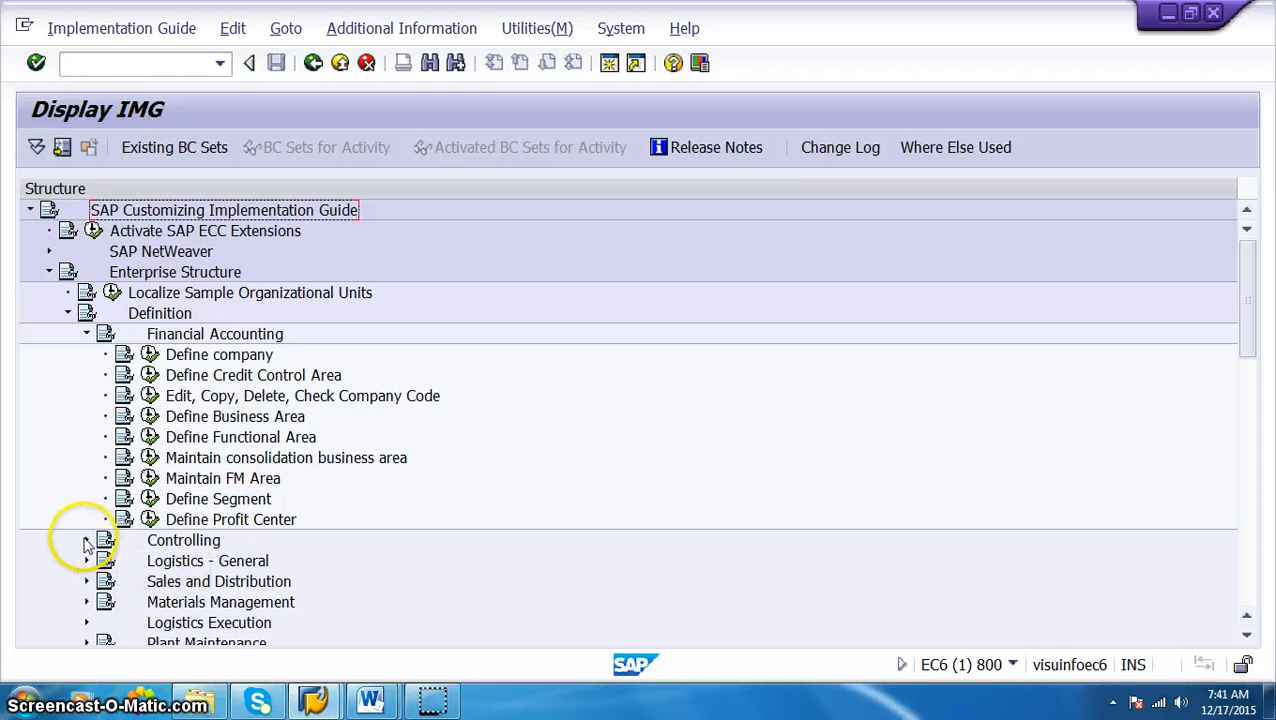 Implementation Guide Edit Goto Additional Information Utilities(M) System Help
Display IMG
Existing BC Sets BC Sets for Activity Activated BC Sets for Activity Release Notes Change Log Where Else Used
Structure
SAP Customizing Implementation Guide
Activate SAP ECC Extensions
SAP NetWeaver
Enterprise Structure
Localize Sample Organizational Units
Definition
Financial Accounting
Define company
Define Credit Control Area
Edit, Copy, Delete, Check Company Code
Define Business Area
Define Functional Area
Maintain consolidation business area
Maintain FM Area
Define Segment
Define Profit Center
Controlling
Logistics - General
Sales and Distribution
Materials Management
Logistics Execution
Plant Maintenance
SAP EC6 (1) 800 visuinfoec6 INS
Screencast-O-Matic.com
7:41 AM
12/17/2015